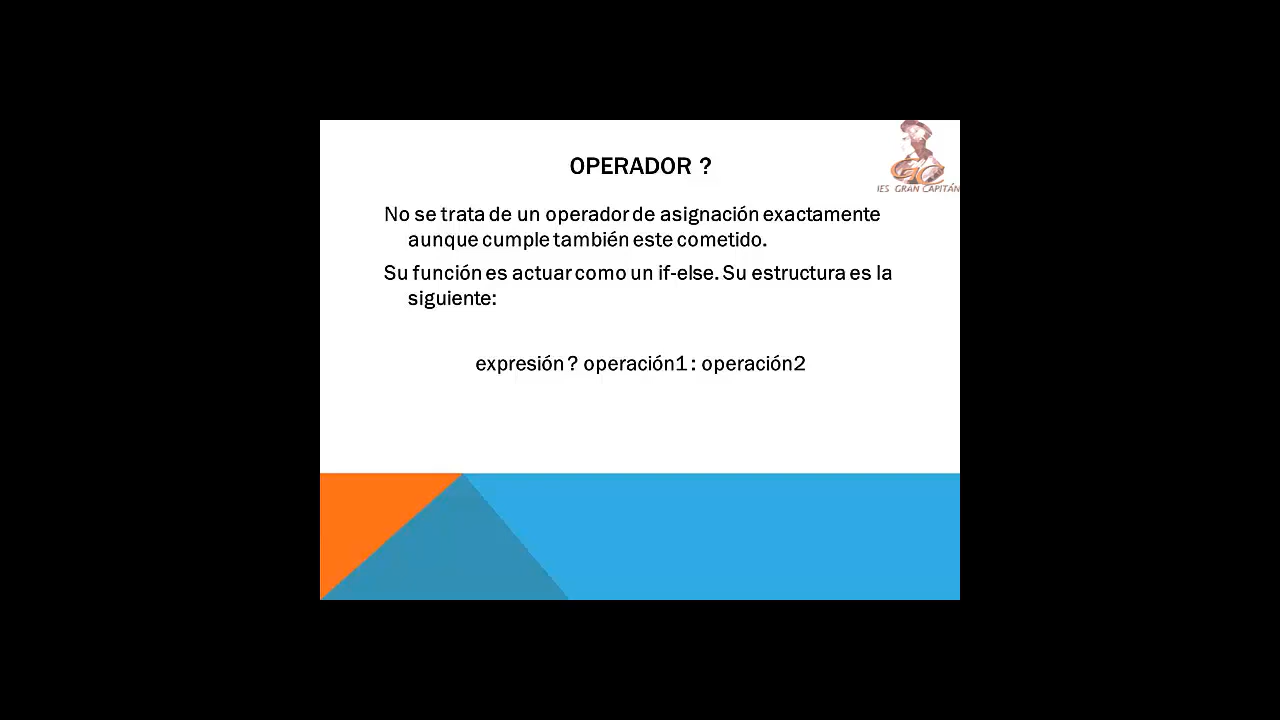 OPERADOR ?
GC
IES GRAN CAPITÁN
No se trata de un operador de asignación exactamente
aunque cumple también este cometido.
Su función es actuar como un if-else. Su estructura es la
siguiente:
expresión ? operación1 : operación2